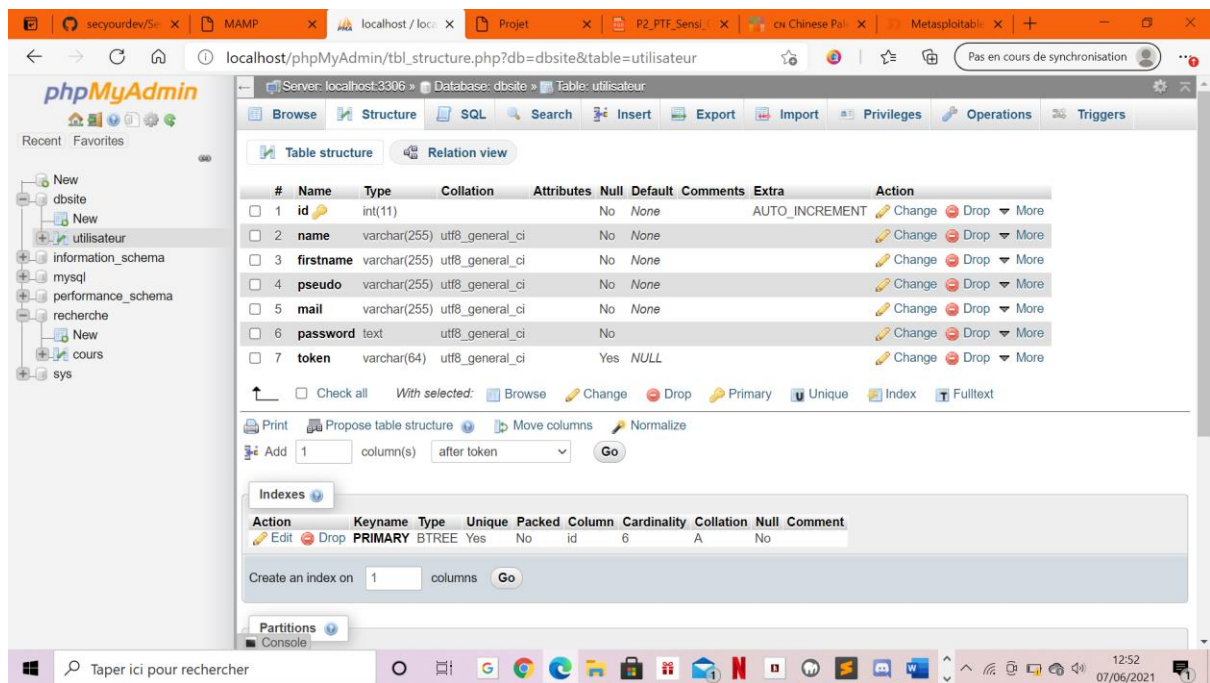 secyourdev/Se
MAMP
localhost / loca
Projet
P2_PTF_Sensi_
CN Chinese Pal
Metasploitable
localhost/phpMyAdmin/tbl_structure.php?db=dbsite&table=utilisateur
Pas en cours de synchronisation
phpMyAdmin
Recent Favorites
New
dbsite
New
utilisateur
information_schema
mysql
performance_schema
recherche
New
cours
sys
Server: localhost:3306 » Database: dbsite » Table: utilisateur
Browse Structure SQL Search Insert Export Import Privileges Operations Triggers
Table structure Relation view
# Name Type Collation Attributes Null Default Comments Extra Action
1 id int(11) No None AUTO_INCREMENT Change Drop More
2 name varchar(255) utf8_general_ci No None Change Drop More
3 firstname varchar(255) utf8_general_ci No None Change Drop More
4 pseudo varchar(255) utf8_general_ci No None Change Drop More
5 mail varchar(255) utf8_general_ci No None Change Drop More
6 password text utf8_general_ci No Change Drop More
7 token varchar(64) utf8_general_ci Yes NULL Change Drop More
Check all With selected: Browse Change Drop Primary Unique Index Fulltext
Print Propose table structure Move columns Normalize
Add 1 column(s) after token Go
Indexes
Action Keyname Type Unique Packed Column Cardinality Collation Null Comment
Edit Drop PRIMARY BTREE Yes No id 6 A No
Create an index on 1 columns Go
Partitions
Console
Taper ici pour rechercher
12:52
07/06/2021